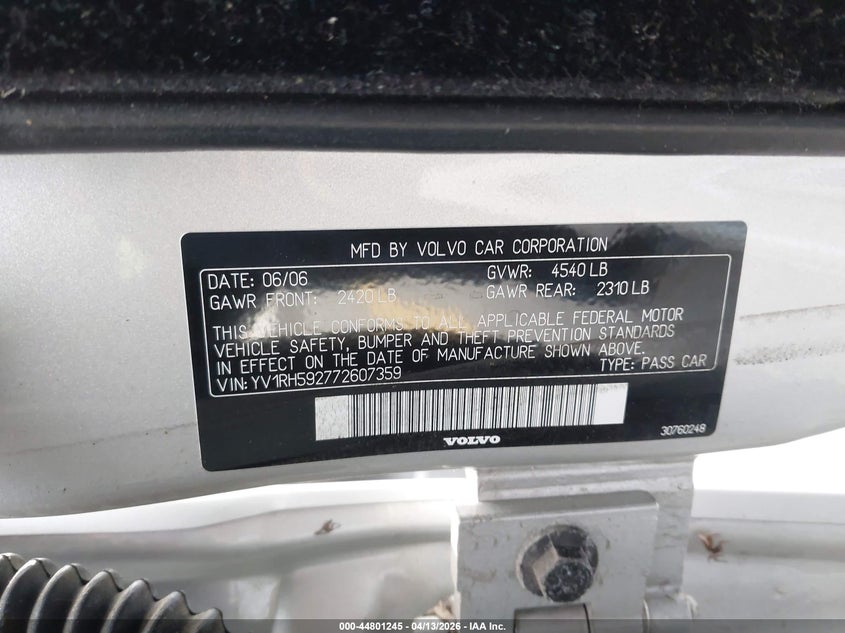 MFD BY VOLVO CAR CORPORATION
DATE: 06/06 GVWR: 4540 LB
GAWR FRONT: 2420 LB GAWR REAR: 2310 LB
THIS VEHICLE CONFORMS TO ALL APPLICABLE FEDERAL MOTOR
VEHICLE SAFETY, BUMPER AND THEFT PREVENTION STANDARDS
IN EFFECT ON THE DATE OF MANUFACTURE SHOWN ABOVE.
VIN: YV1RH592772607359 TYPE: PASS CAR
VOLVO
30760248
000-44801245 - 04/13/2026 - IAA Inc.